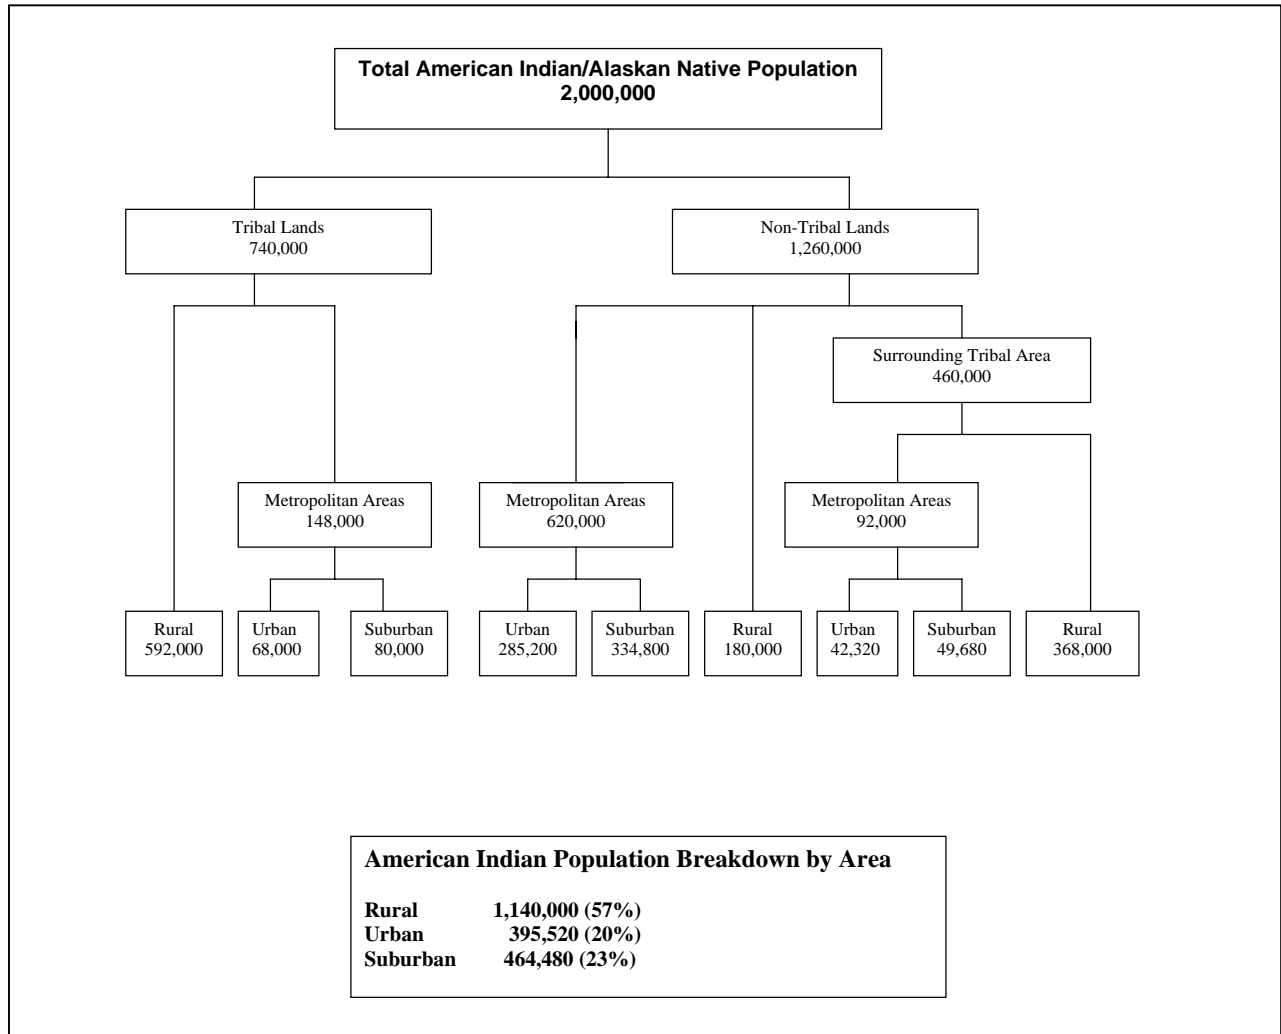 Total American Indian/Alaskan Native Population
2,000,000
Tribal Lands
740,000
Non-Tribal Lands
1,260,000
Surrounding Tribal Area
460,000
Metropolitan Areas
148,000
Metropolitan Areas
620,000
Metropolitan Areas
92,000
Rural
592,000
Urban
68,000
Suburban
80,000
Urban
285,200
Suburban
334,800
Rural
180,000
Urban
42,320
Suburban
49,680
Rural
368,000
American Indian Population Breakdown by Area
Rural 1,140,000 (57%)
Urban 395,520 (20%)
Suburban 464,480 (23%)